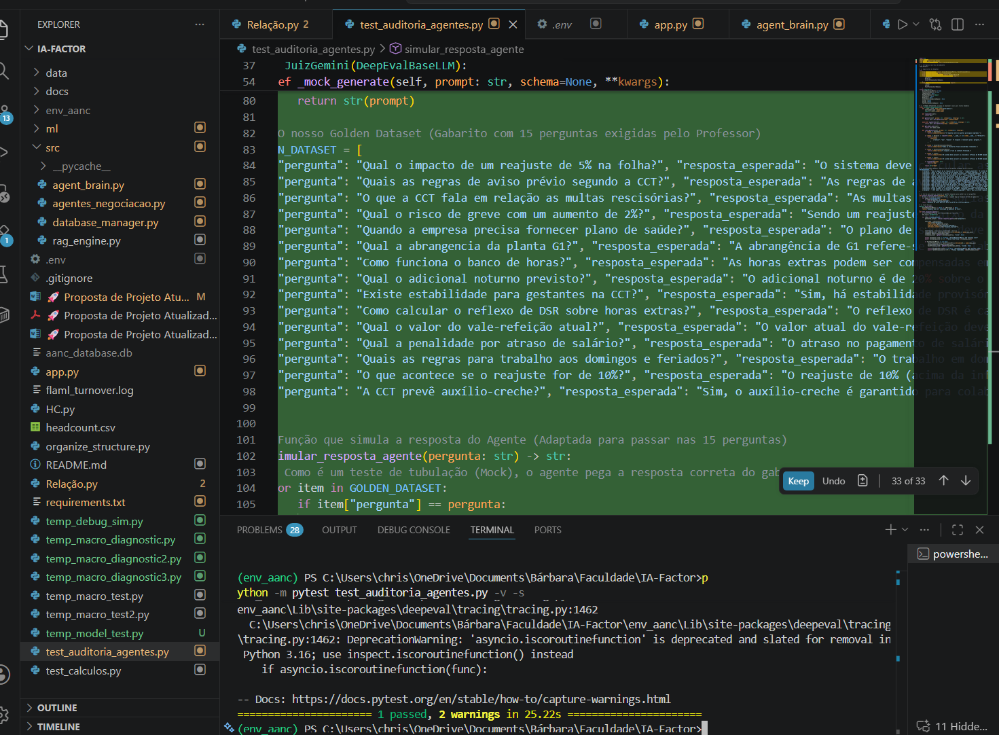 EXPLORER
IA-FACTOR
data
docs
env_aanc
ml
src
__pycache__
agent_brain.py
agentes_negociacao.py
database_manager.py
rag_engine.py
.env
.gitignore
🚀 Proposta de Projeto Atu... M
🚀 Proposta de Projeto Atualizad...
🚀 Proposta de Projeto Atualizad...
aanc_database.db
app.py
flaml_turnover.log
HC.py
headcount.csv
organize_structure.py
README.md
Relação.py 2
requirements.txt
temp_debug_sim.py
temp_macro_diagnostic.py
temp_macro_diagnostic2.py
temp_macro_diagnostic3.py
temp_macro_test.py
temp_macro_test2.py
temp_model_test.py U
test_auditoria_agentes.py
test_calculos.py
OUTLINE
TIMELINE
13
1
Relação.py 2 test_auditoria_agentes.py .env app.py agent_brain.py
test_auditoria_agentes.py > simular_resposta_agente
37 JuizGemini(DeepEvalBaseLLM):
54 ef _mock_generate(self, prompt: str, schema=None, **kwargs):
80 return str(prompt)
81
82 O nosso Golden Dataset (Gabarito com 15 perguntas exigidas pelo Professor)
83 N_DATASET = [
84 "pergunta": "Qual o impacto de um reajuste de 5% na folha?", "resposta_esperada": "O sistema deve
85 "pergunta": "Quais as regras de aviso prévio segundo a CCT?", "resposta_esperada": "As regras de a
86 "pergunta": "O que a CCT fala em relação as multas rescisórias?", "resposta_esperada": "As multas
87 "pergunta": "Qual o risco de greve com um aumento de 2%?", "resposta_esperada": "Sendo um reajuste
88 "pergunta": "Quando a empresa precisa fornecer plano de saúde?", "resposta_esperada": "O plano de
89 "pergunta": "Qual a abrangencia de planta G1?", "resposta_esperada": "A abrangência de G1 refere-s
90 "pergunta": "Como funciona o banco de horas?", "resposta_esperada": "As horas extras podem ser compensadas em
91 "pergunta": "Qual o adicional noturno previsto?", "resposta_esperada": "O adicional noturno é de 20% sobre o
92 "pergunta": "Existe estabilidade para gestantes na CCT?", "resposta_esperada": "Sim, há estabilidade provisór
93 "pergunta": "Como calcular o reflexo de DSR sobre horas extras?", "resposta_esperada": "O reflexo de DSR é ca
94 "pergunta": "Qual o valor do vale-refeição atual?", "resposta_esperada": "O valor atual do vale-refeição deve
95 "pergunta": "Qual a penalidade por atraso de salário?", "resposta_esperada": "O atraso no pagamento de salári
96 "pergunta": "Quais as regras para trabalho aos domingos e feriados?", "resposta_esperada": "O trabalho em dom
97 "pergunta": "O que acontece se o reajuste for de 10%?", "resposta_esperada": "O reajuste de 10% (acima da inf
98 "pergunta": "A CCT prevê auxílio-creche?", "resposta_esperada": "Sim, o auxílio-creche é garantido para colab
99
100
101 Função que simula a resposta do Agente (Adaptada para passar nas 15 perguntas)
102 imular_resposta_agente(pergunta: str) -> str:
103 Como é um teste de tubulação (Mock), o agente pega a resposta correta do gab
104 or item in GOLDEN_DATASET:
105 if item["pergunta"] == pergunta:
Keep Undo 33 of 33
PROBLEMS 28 OUTPUT DEBUG CONSOLE TERMINAL PORTS
(env_aanc) PS C:\Users\chris\OneDrive\Documents\Bárbara\Faculdade\IA-Factor>p
ython -m pytest test_auditoria_agentes.py -v -s
env_aanc\Lib\site-packages\deepeval\tracing\tracing.py:1462
C:\Users\chris\OneDrive\Documents\Bárbara\Faculdade\IA-Factor\env_aanc\Lib\site-packages\deepeval\tracing
\tracing.py:1462: DeprecationWarning: 'asyncio.iscoroutinefunction' is deprecated and slated for removal in
Python 3.16; use inspect.iscoroutinefunction() instead
if asyncio.iscoroutinefunction(func):
-- Docs: https://docs.pytest.org/en/stable/how-to/capture-warnings.html
====================== 1 passed, 2 warnings in 25.22s ======================
(env_aanc) PS C:\Users\chris\OneDrive\Documents\Bárbara\Faculdade\IA-Factor>
powershe...
11 Hidde...